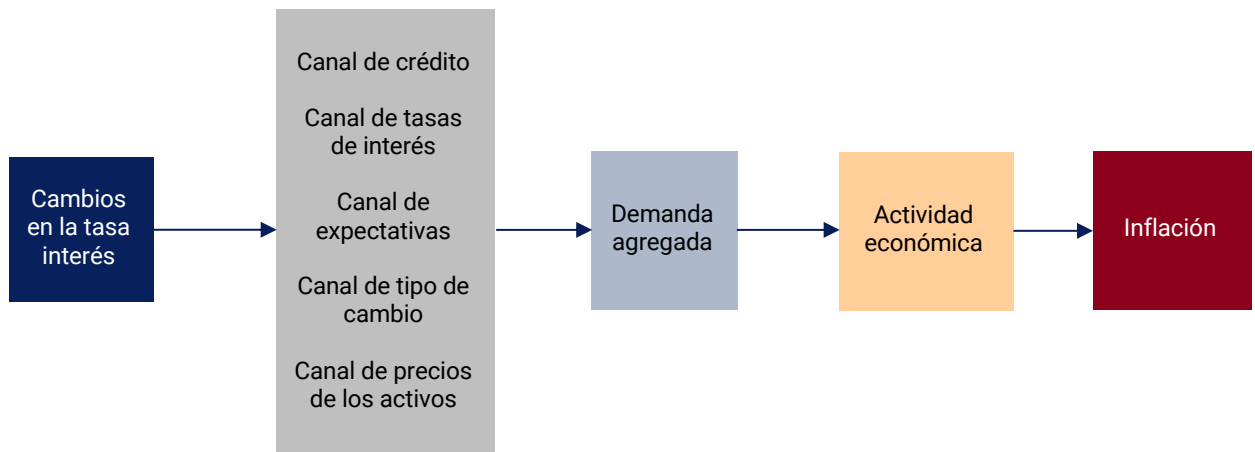 Cambios
en la tasa
interés
Canal de crédito
Canal de tasas
de interés
Canal de
expectativas
Canal de tipo de
cambio
Canal de precios
de los activos
Demanda
agregada
Actividad
económica
Inflación